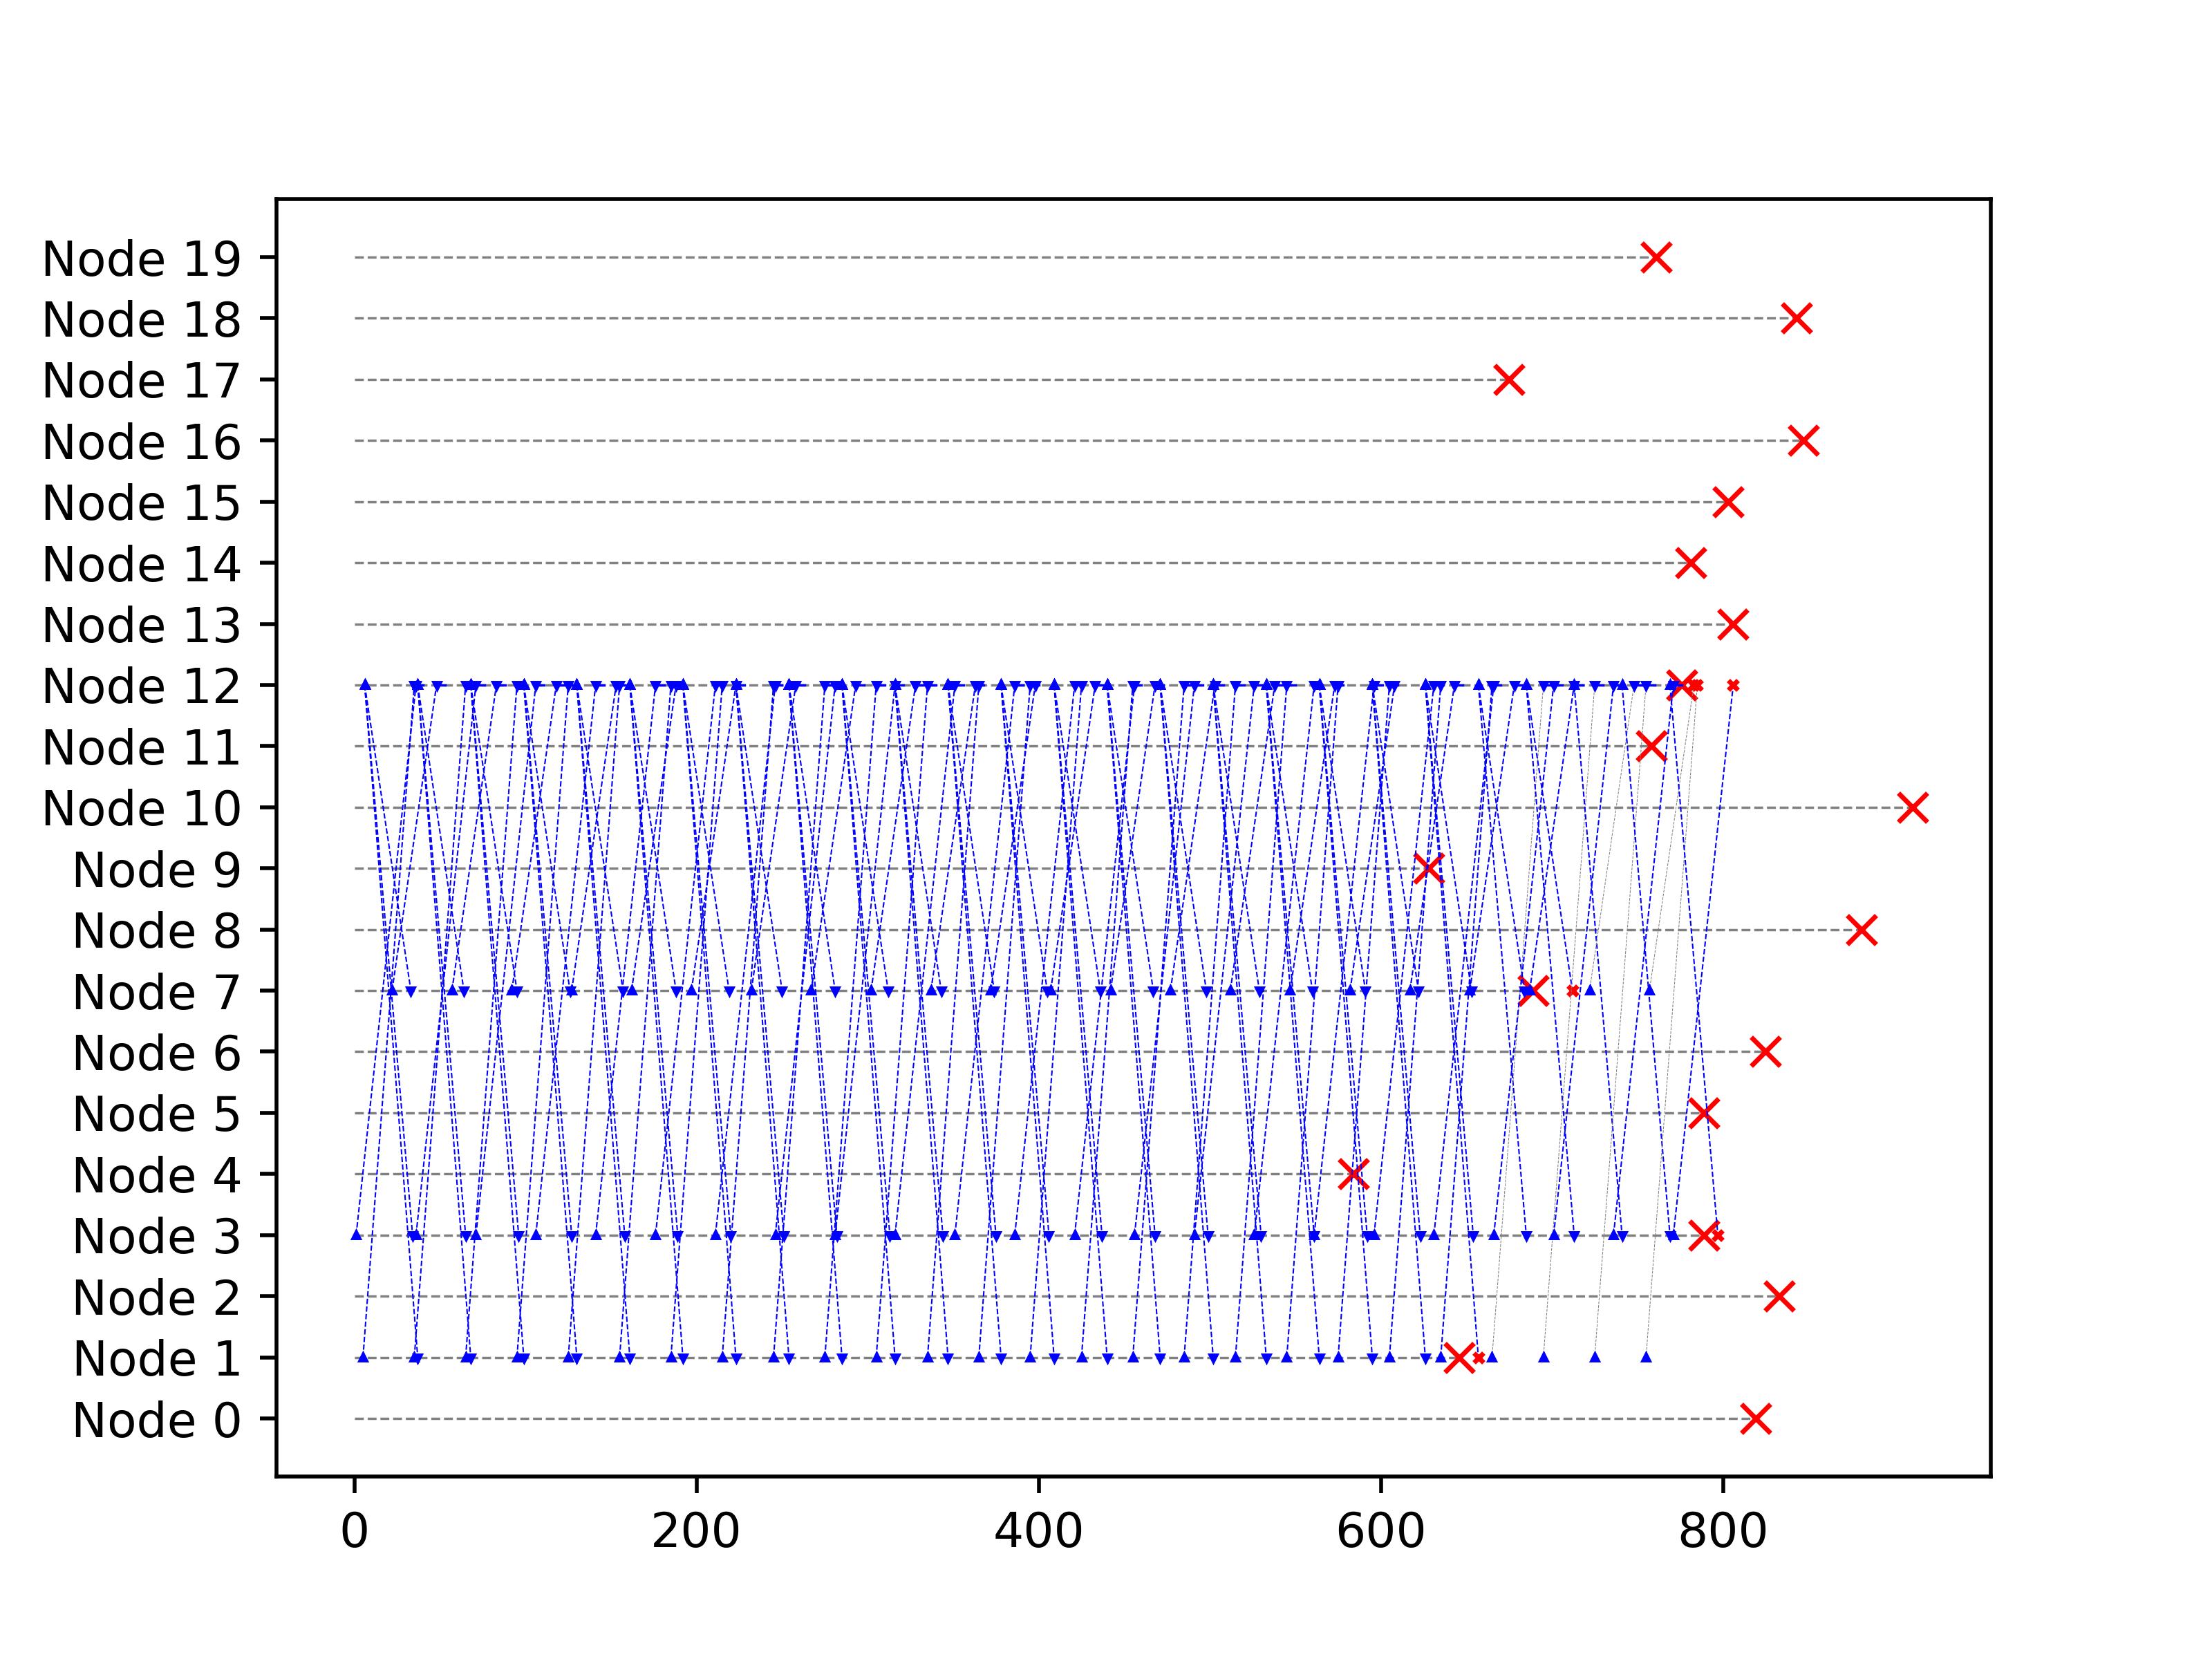 Node 19
Node 18
Node 17
Node 16
Node 15
Node 14
Node 13
Node 12
Node 11
Node 10
Node 9
Node 8
Node 7
Node 6
Node 5
Node 4
Node 3
Node 2
Node 1
Node 0
0 200 400 600 800